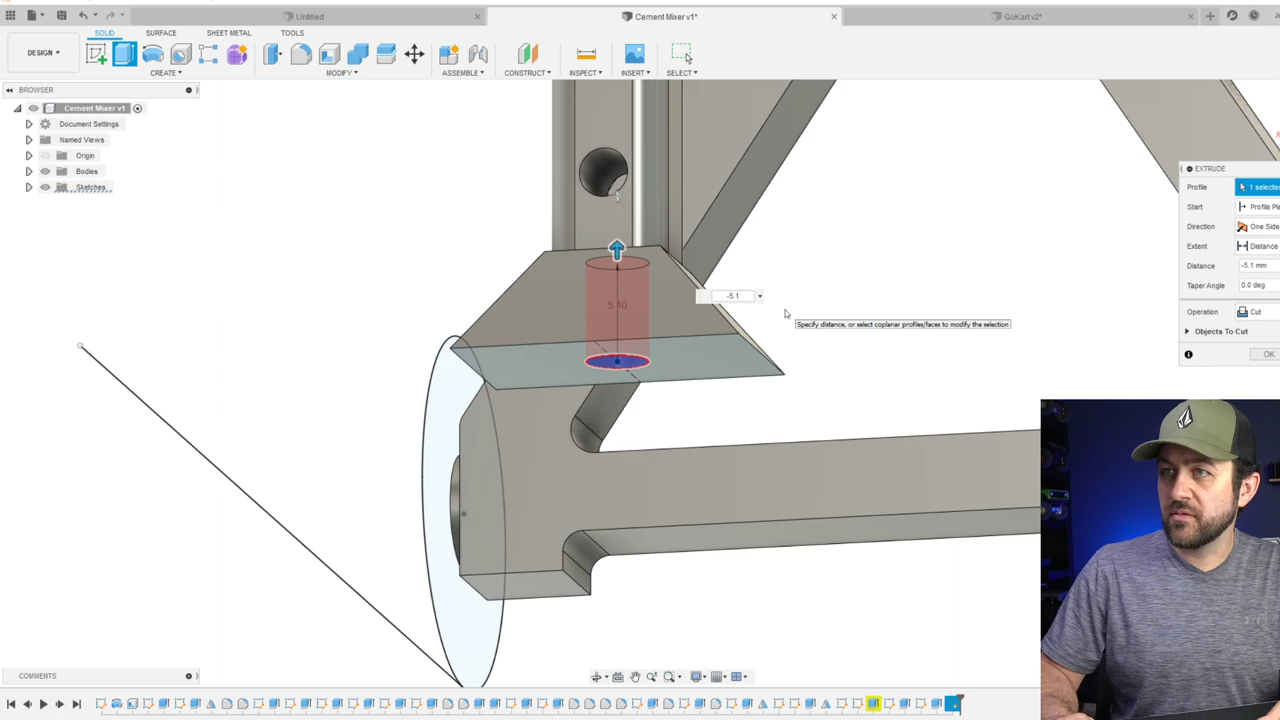 Untitled
Cement Mixer v1*
GoKart v2*
SOLID SURFACE SHEET METAL TOOLS
DESIGN
CREATE MODIFY ASSEMBLE CONSTRUCT INSPECT INSERT SELECT
BROWSER
Cement Mixer v1
Document Settings
Named Views
Origin
Bodies
Sketches
EXTRUDE
Profile 1 selected
Start Profile Pla
Direction One Side
Extent Distance
Distance -5.1 mm
Taper Angle 0.0 deg
Operation Cut
Objects To Cut
OK
5.10
-5.1
Specify distance, or select coplanar profiles/faces to modify the selection
COMMENTS